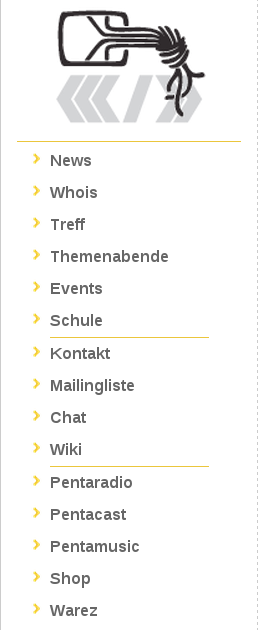 News
Whois
Treff
Themenabende
Events
Schule
Kontakt
Mailingliste
Chat
Wiki
Pentaradio
Pentacast
Pentamusic
Shop
Warez